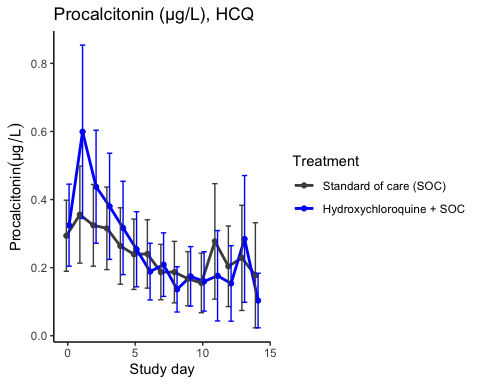 Procalcitonin (µg/L), HCQ
Procalcitonin(µg/L)
0.8
0.6
0.4
0.2
0.0
0
5
10
15
Study day
Treatment
Standard of care (SOC)
Hydroxychloroquine + SOC